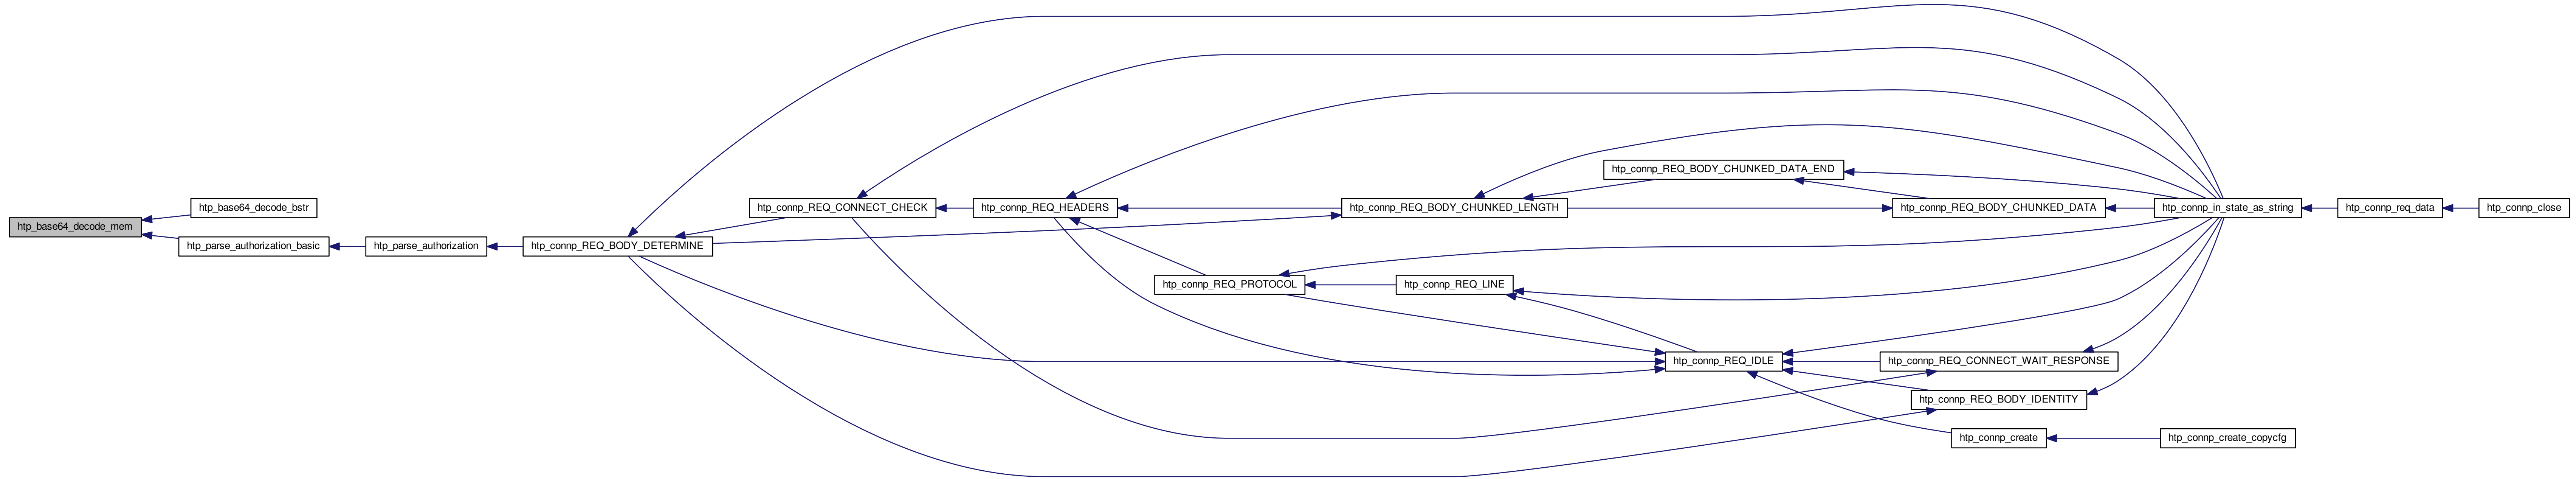 htp_base64_decode_mem
htp_base64_decode_bstr
htp_parse_authorization_basic
htp_parse_authorization
htp_connp_REQ_BODY_DETERMINE
htp_connp_REQ_CONNECT_CHECK
htp_connp_REQ_HEADERS
htp_connp_REQ_PROTOCOL
htp_connp_REQ_BODY_CHUNKED_LENGTH
htp_connp_REQ_LINE
htp_connp_REQ_BODY_CHUNKED_DATA_END
htp_connp_REQ_IDLE
htp_connp_REQ_BODY_CHUNKED_DATA
htp_connp_REQ_CONNECT_WAIT_RESPONSE
htp_connp_REQ_BODY_IDENTITY
htp_connp_create
htp_connp_in_state_as_string
htp_connp_create_copycfg
htp_connp_req_data
htp_connp_close